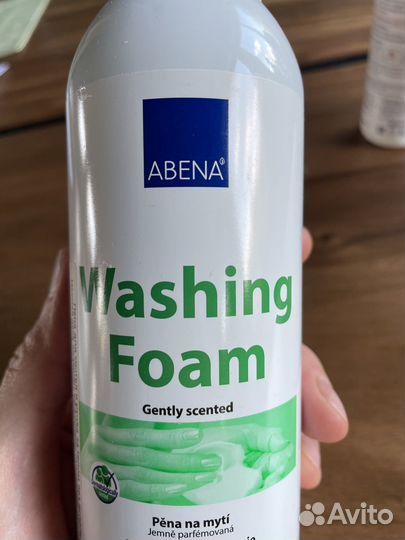 ABENA®
Washing
Foam
Gently scented
Pěna na mytí
Jemně parfémovaná
Avito